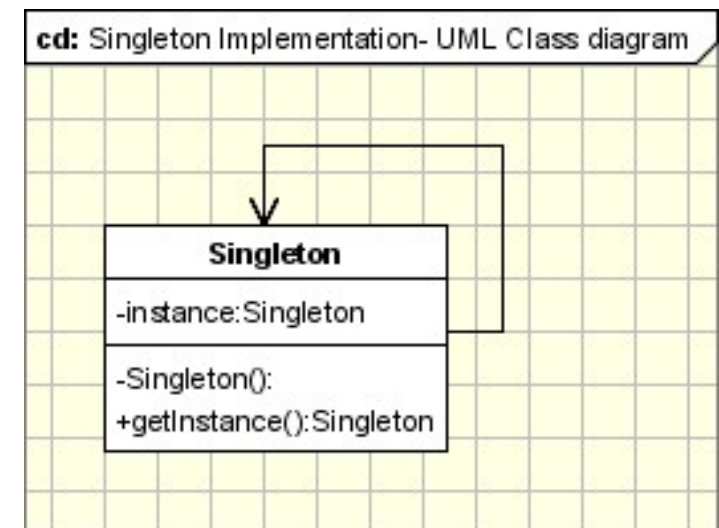 cd: Singleton Implementation- UML Class diagram
Singleton
-instance:Singleton
-Singleton():
+getInstance():Singleton